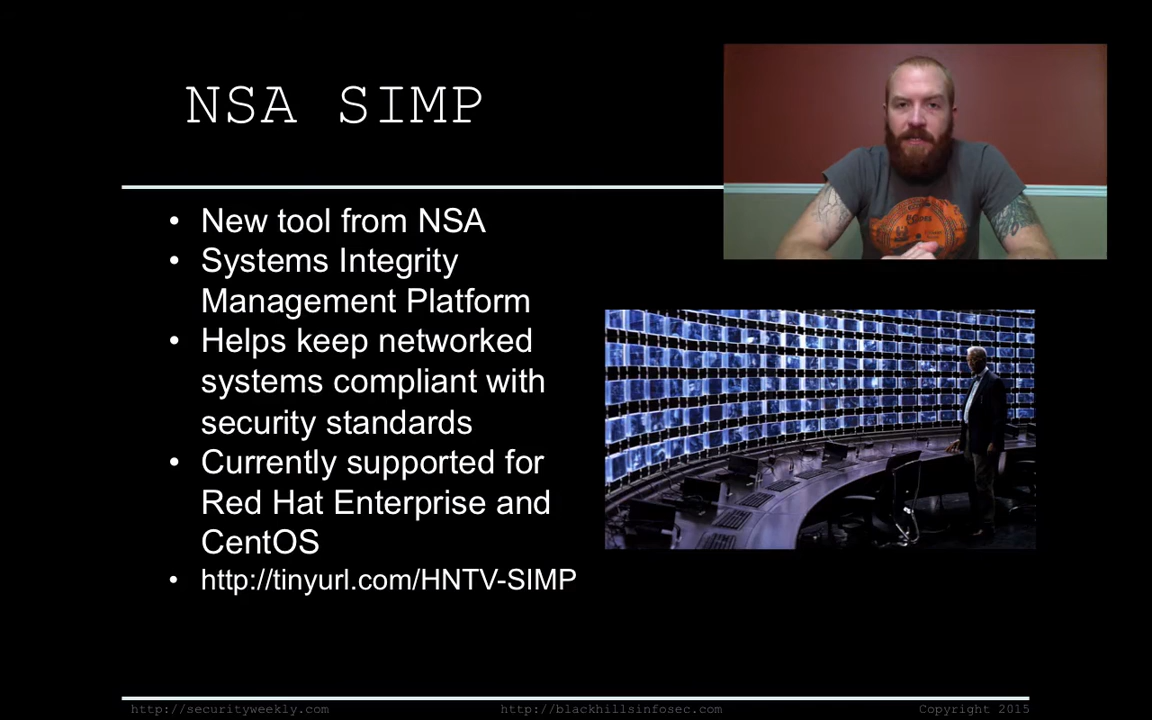 NSA SIMP
• New tool from NSA
• Systems Integrity
Management Platform
• Helps keep networked
systems compliant with
security standards
• Currently supported for
Red Hat Enterprise and
CentOS
• http://tinyurl.com/HNTV-SIMP
http://securityweekly.com
http://blackhillsinfosec.com
Copyright 2015